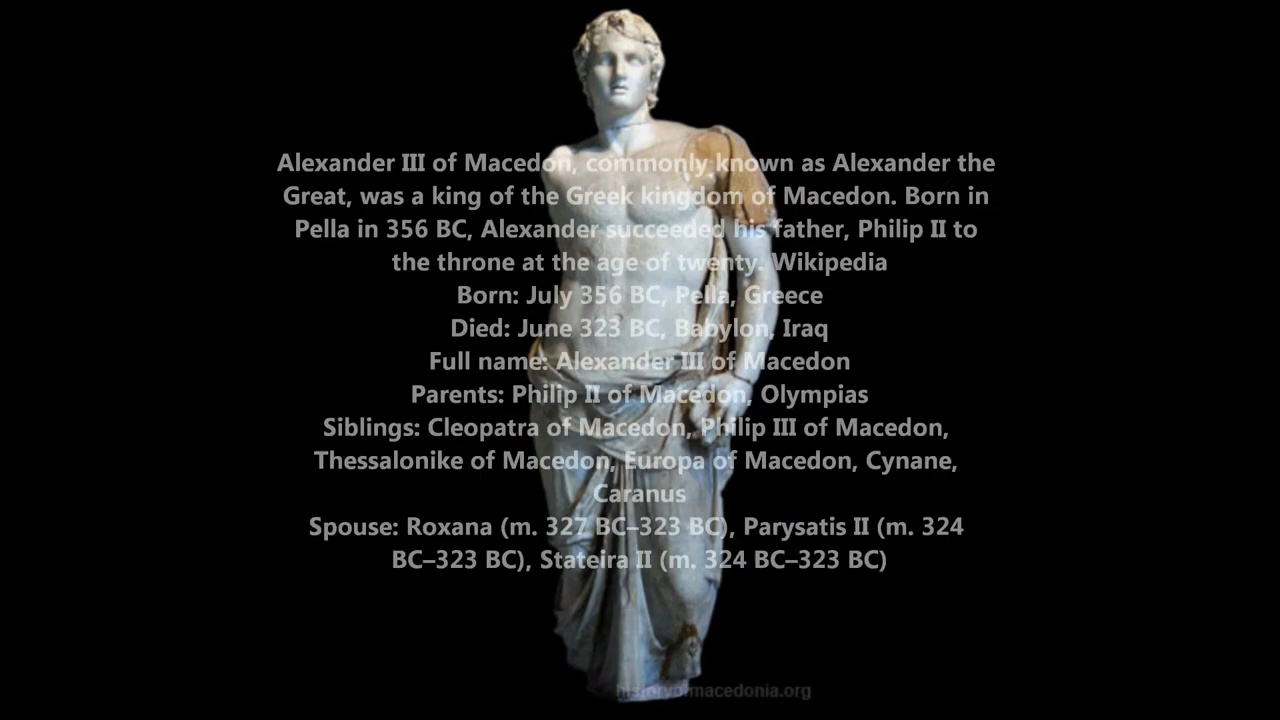 Alexander III of Macedon, commonly known as Alexander the
Great, was a king of the Greek kingdom of Macedon. Born in
Pella in 356 BC, Alexander succeeded his father, Philip II to
the throne at the age of twenty. Wikipedia
Born: July 356 BC, Pella, Greece
Died: June 323 BC, Babylon, Iraq
Full name: Alexander III of Macedon
Parents: Philip II of Macedon, Olympias
Siblings: Cleopatra of Macedon, Philip III of Macedon,
Thessalonike of Macedon, Europa of Macedon, Cynane,
Caranus
Spouse: Roxana (m. 327 BC–323 BC), Parysatis II (m. 324
BC–323 BC), Stateira II (m. 324 BC–323 BC)
historyofmacedonia.org